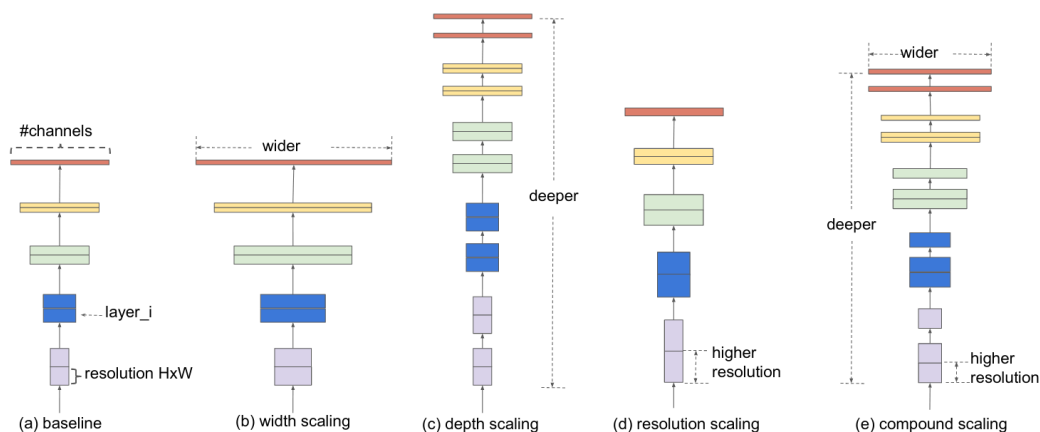 #channels
layer_i
resolution HxW
(a) baseline
wider
(b) width scaling
deeper
(c) depth scaling
higher
resolution
(d) resolution scaling
wider
deeper
higher
resolution
(e) compound scaling